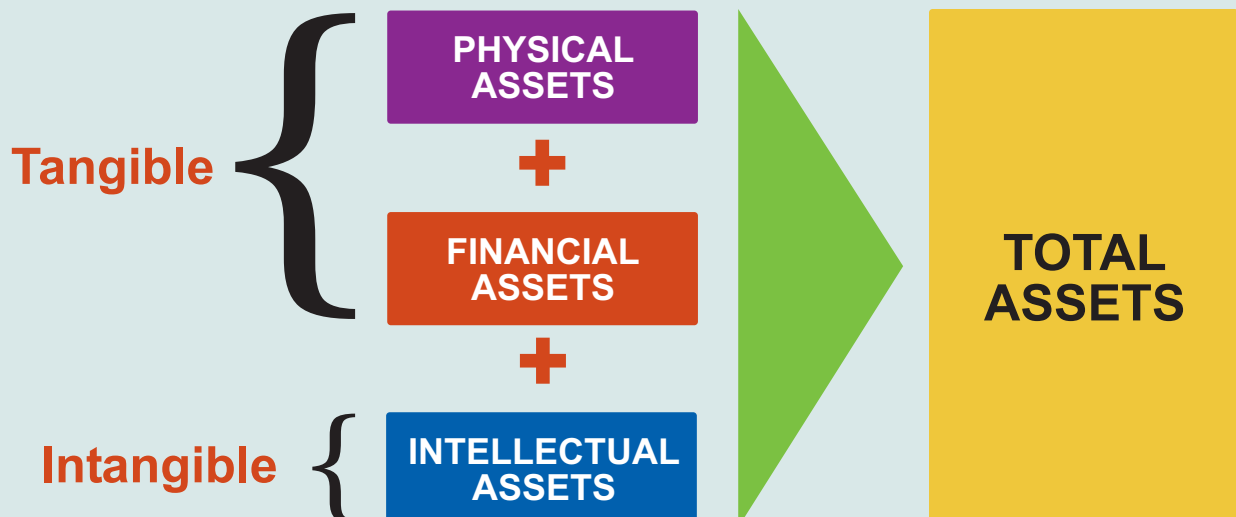 Tangible
PHYSICAL
ASSETS
+
FINANCIAL
ASSETS
+
Intangible
INTELLECTUAL
ASSETS
TOTAL
ASSETS